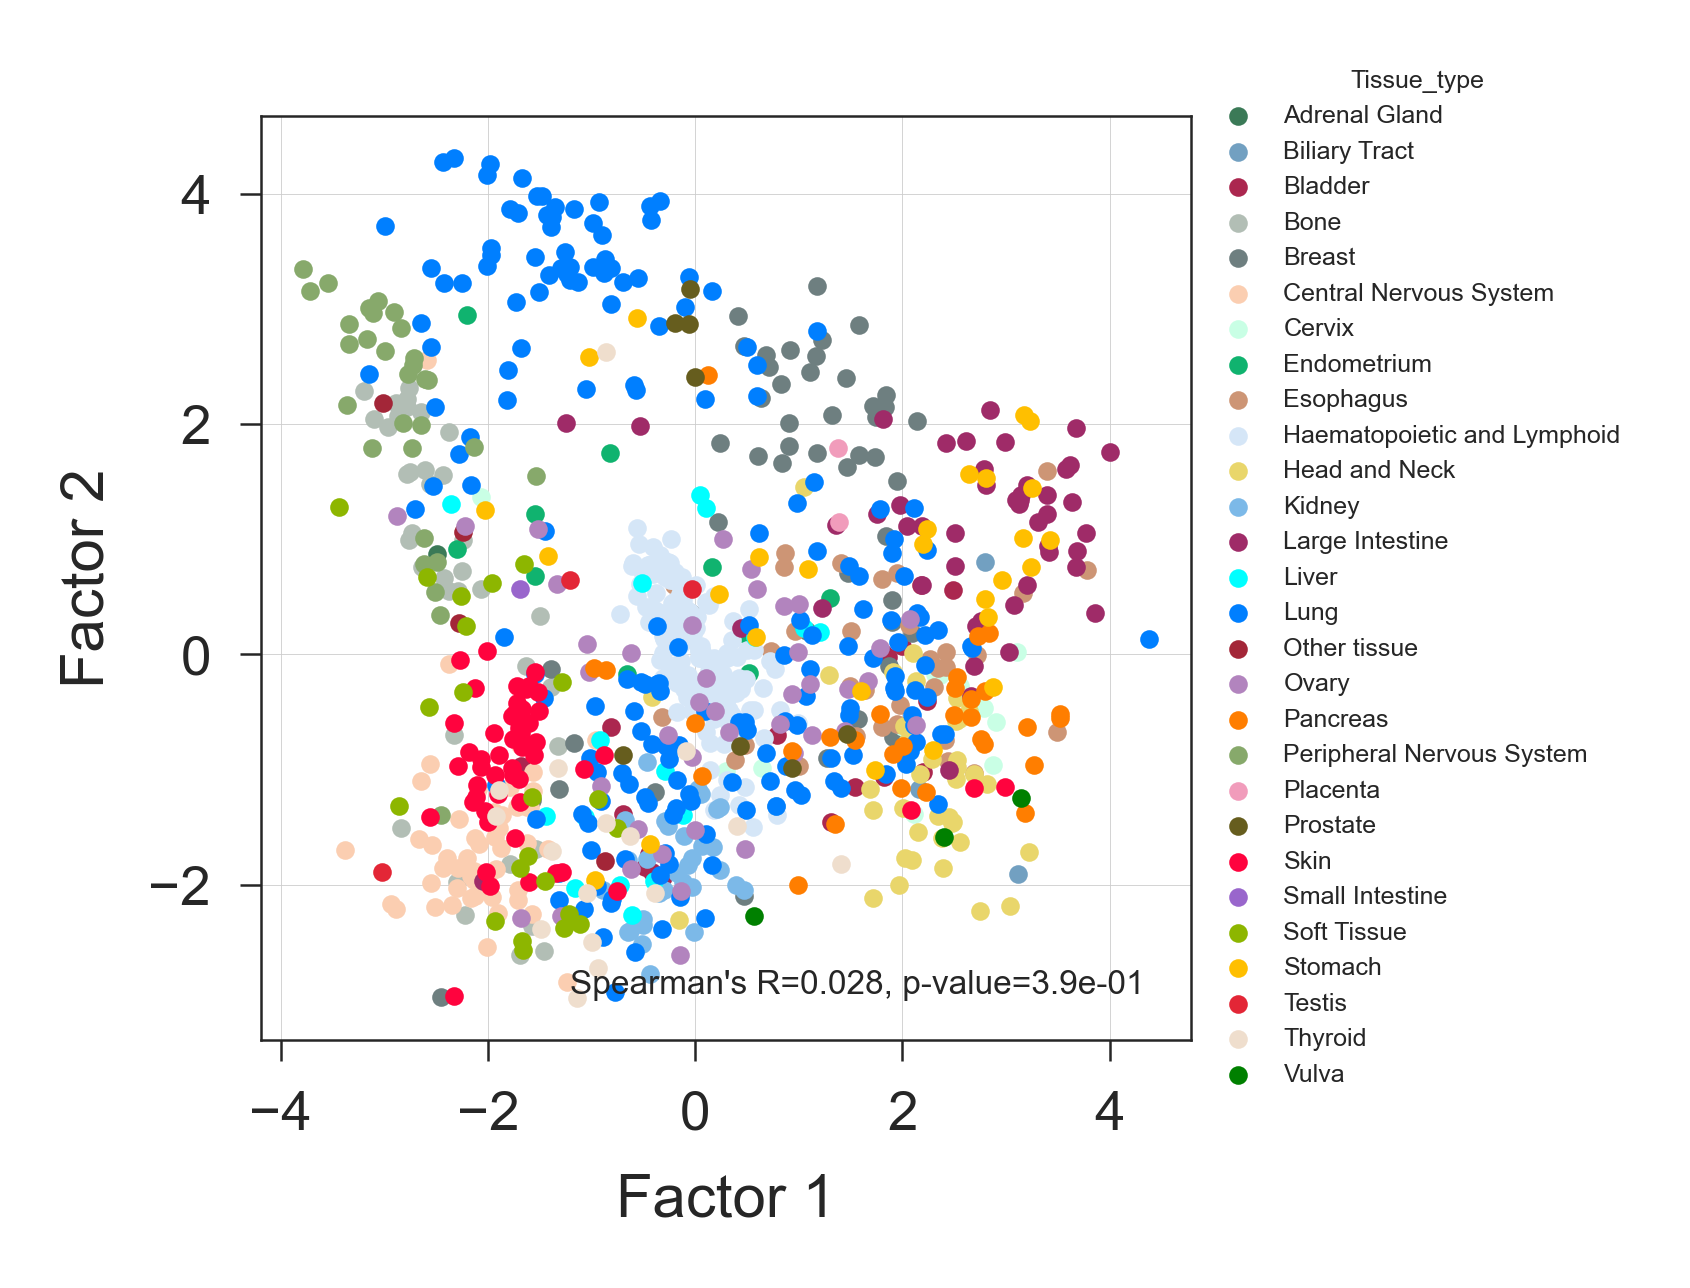 Tissue_type
Adrenal Gland
Biliary Tract
Bladder
Bone
Breast
Central Nervous System
Cervix
Endometrium
Esophagus
Haematopoietic and Lymphoid
Head and Neck
Kidney
Large Intestine
Liver
Lung
Other tissue
Ovary
Pancreas
Peripheral Nervous System
Placenta
Prostate
Skin
Small Intestine
Soft Tissue
Stomach
Testis
Thyroid
Vulva
4
2
0
−2
Factor 2
Spearman's R=0.028, p-value=3.9e-01
−4 −2 0 2 4
Factor 1